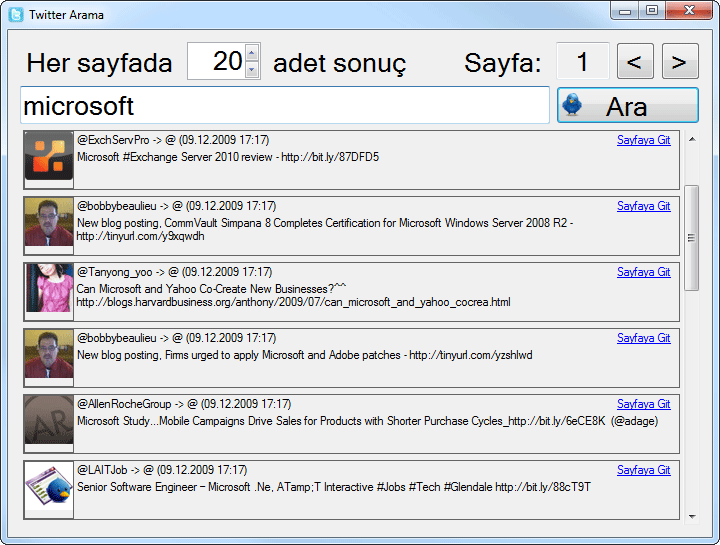 Twitter Arama
Her sayfada 20 adet sonuç Sayfa: 1 < >
microsoft Ara
@ExchServPro -> @ (09.12.2009 17:17) Sayfaya Git
Microsoft #Exchange Server 2010 review - http://bit.ly/87DFD5
@bobbybeaulieu -> @ (09.12.2009 17:17) Sayfaya Git
New blog posting, CommVault Simpana 8 Completes Certification for Microsoft Windows Server 2008 R2 -
http://tinyurl.com/y9xqwdh
@Tanyong_yoo -> @ (09.12.2009 17:17) Sayfaya Git
Can Microsoft and Yahoo Co-Create New Businesses?^^
http://blogs.harvardbusiness.org/anthony/2009/07/can_microsoft_and_yahoo_cocrea.html
@bobbybeaulieu -> @ (09.12.2009 17:17) Sayfaya Git
New blog posting, Firms urged to apply Microsoft and Adobe patches - http://tinyurl.com/yzshlwd
AR
@AllenRocheGroup -> @ (09.12.2009 17:17) Sayfaya Git
Microsoft Study...Mobile Campaigns Drive Sales for Products with Shorter Purchase Cycles_http://bit.ly/6eCE8K (@adage)
@LAITJob -> @ (09.12.2009 17:17) Sayfaya Git
Senior Software Engineer – Microsoft .Ne, ATamp;T Interactive #Jobs #Tech #Glendale http://bit.ly/88cT9T